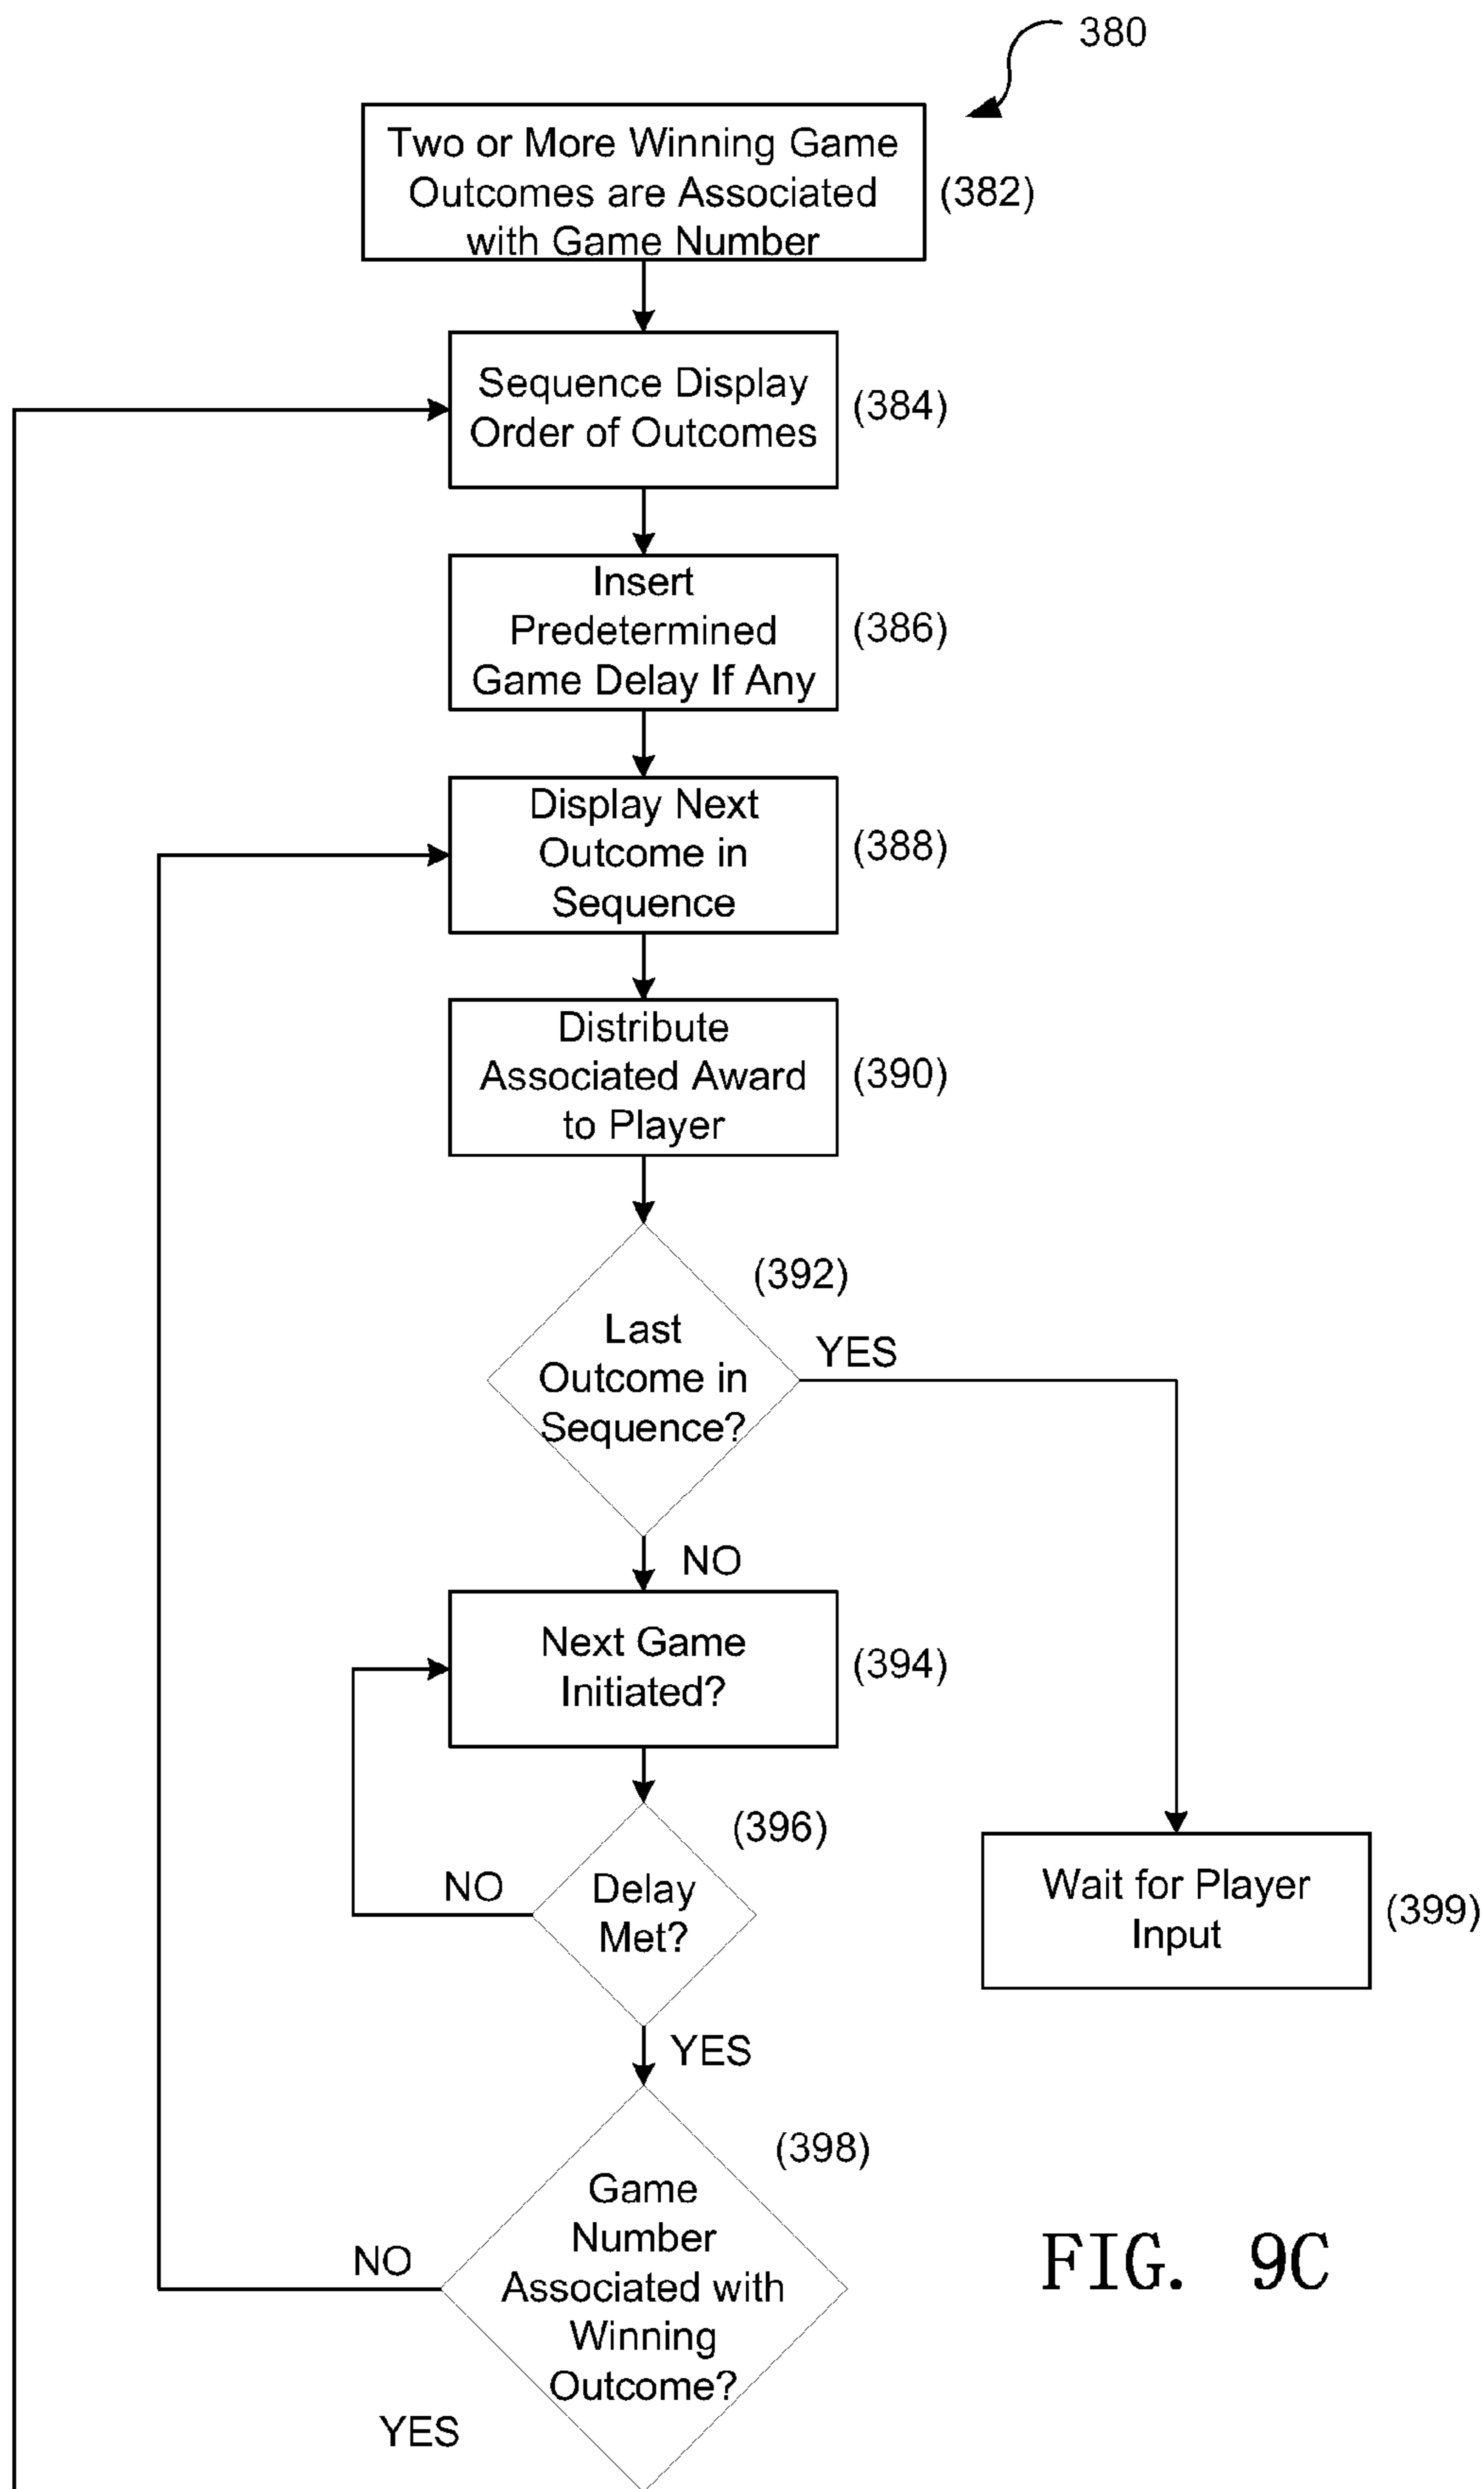 380
Two or More Winning Game
Outcomes are Associated
with Game Number
(382)
Sequence Display
Order of Outcomes
(384)
Insert
Predetermined
Game Delay If Any
(386)
Display Next
Outcome in
Sequence
(388)
Distribute
Associated Award
to Player
(390)
(392)
Last
Outcome in
Sequence?
YES
NO
Next Game
Initiated?
(394)
(396)
Delay
Met?
NO
Wait for Player
Input
(399)
YES
(398)
Game
Number
Associated with
Winning
Outcome?
NO
YES
FIG. 9C